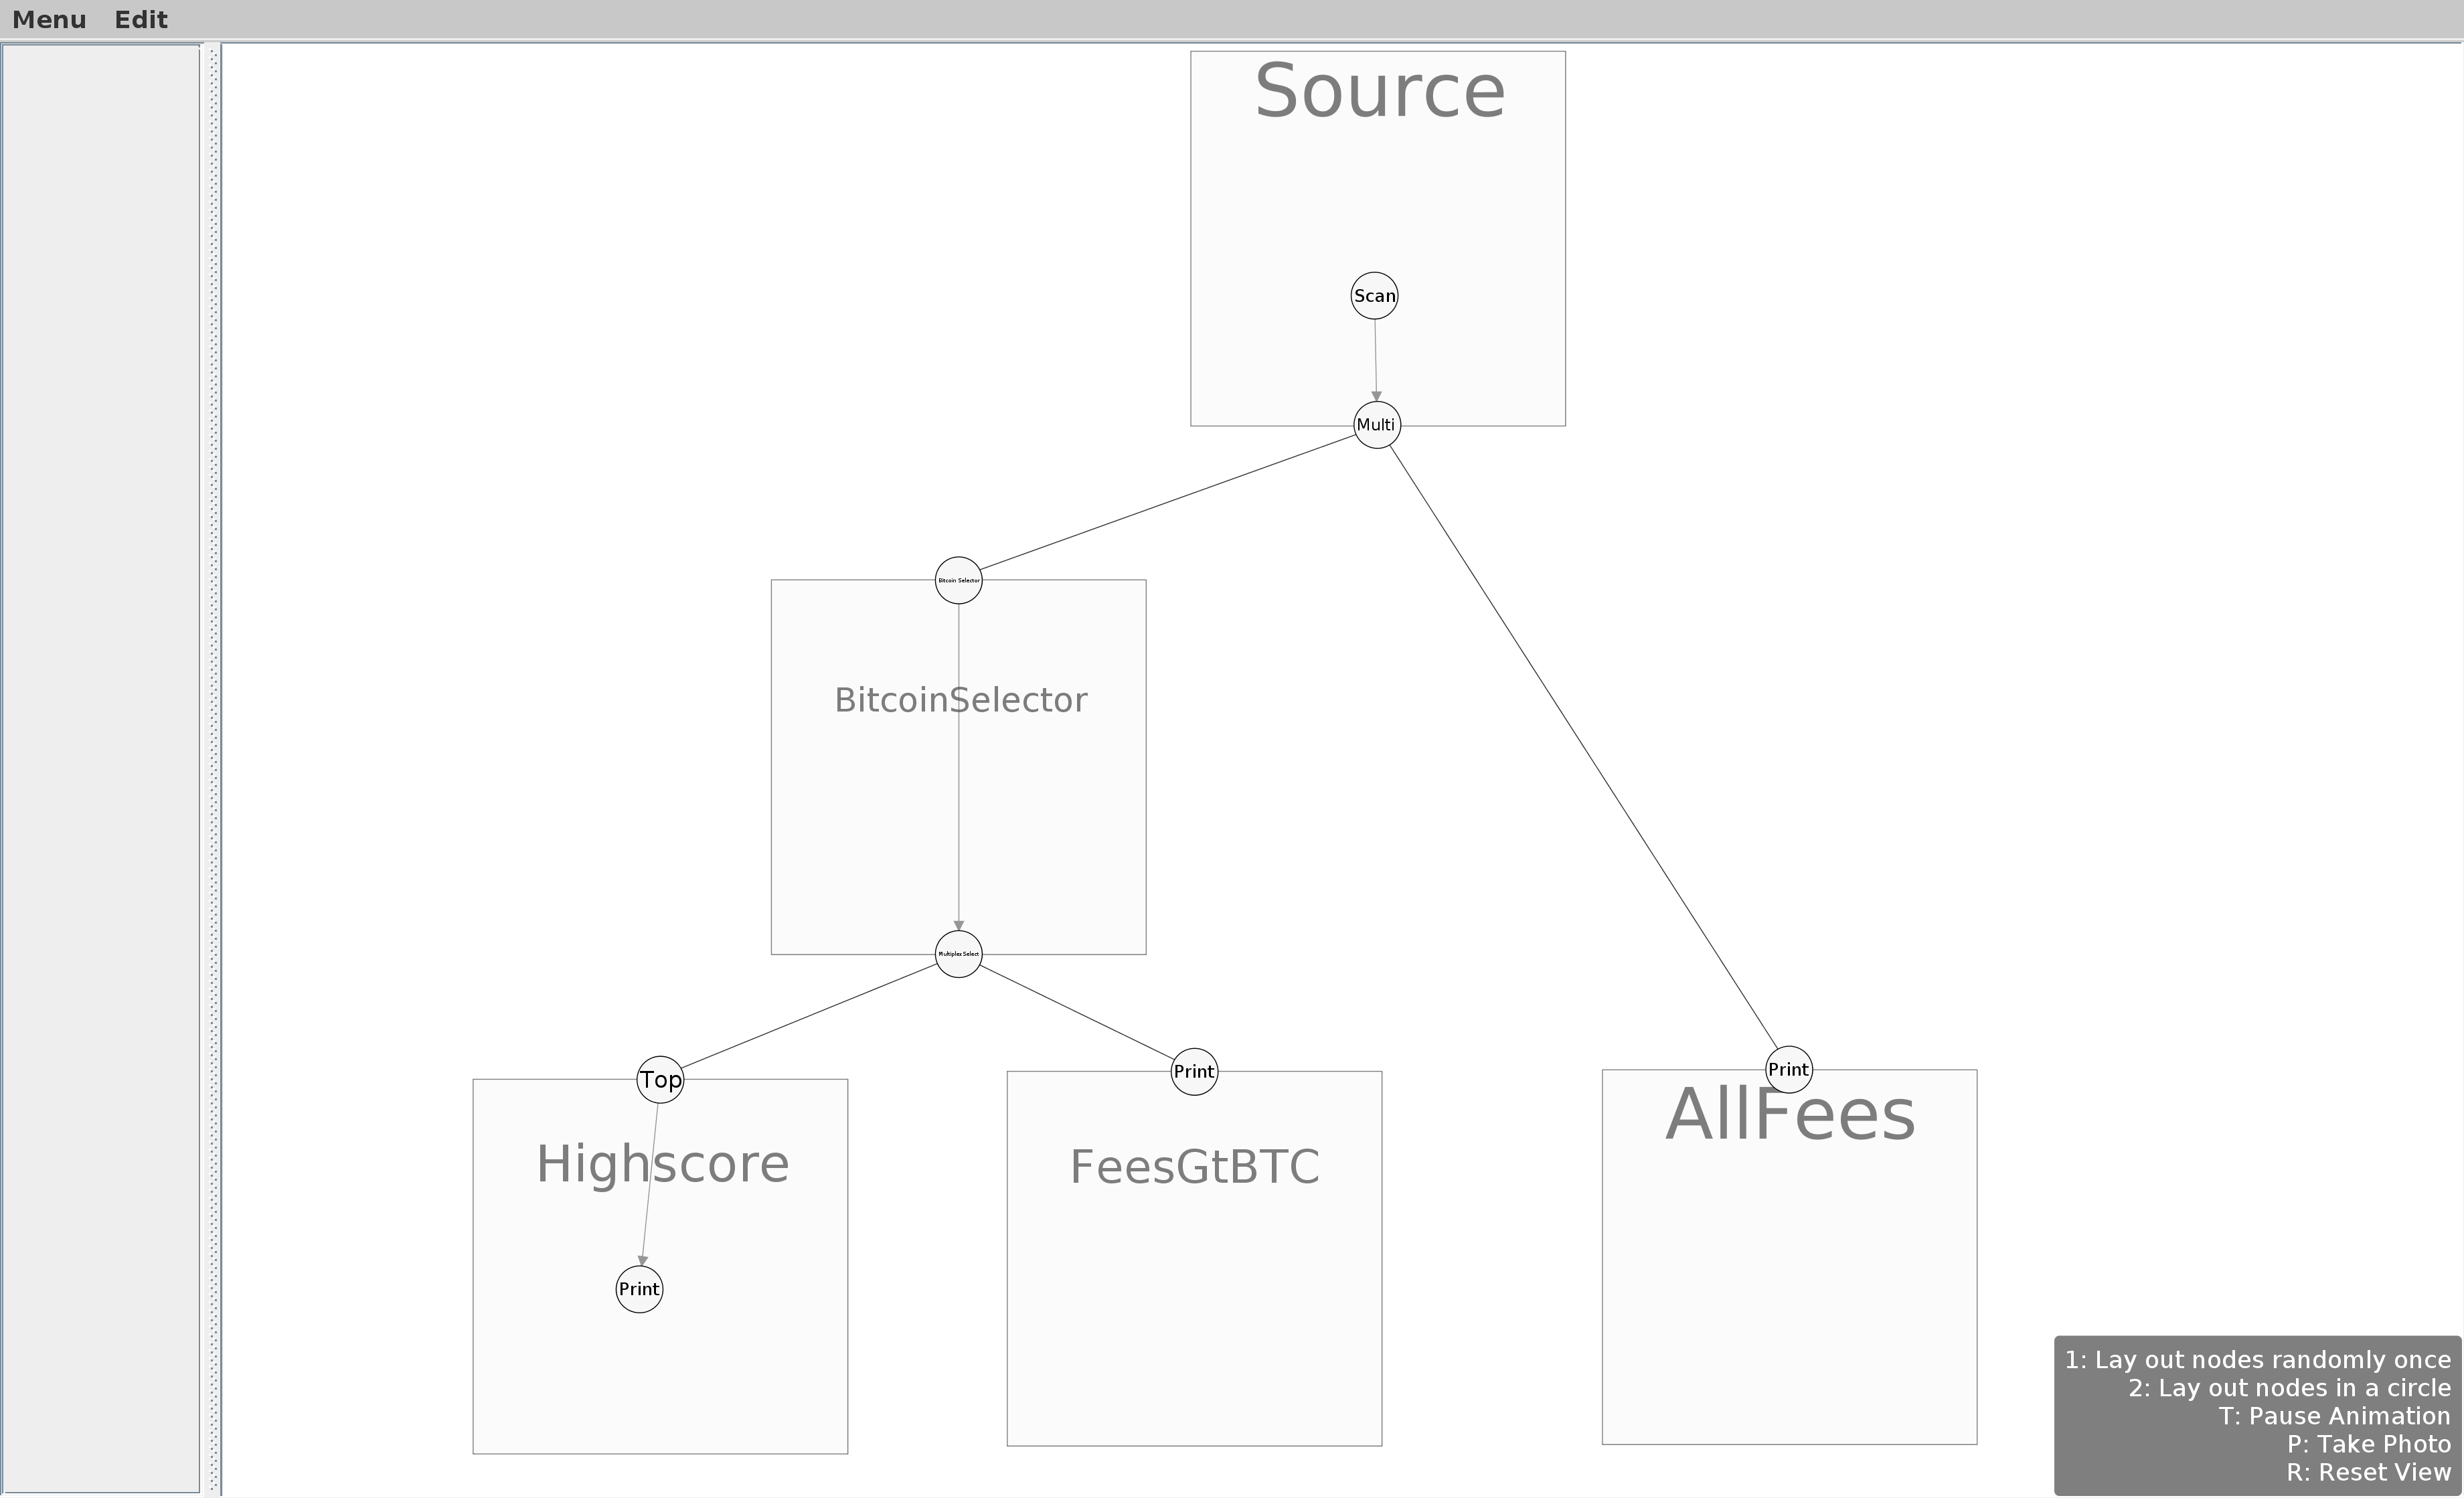 Menu Edit
Source
Scan
Multi
Bitcoin Selector
BitcoinSelector
Multiplex Select
Top
Print
Print
Highscore
FeesGtBTC
AllFees
Print
1: Lay out nodes randomly once
2: Lay out nodes in a circle
T: Pause Animation
P: Take Photo
R: Reset View